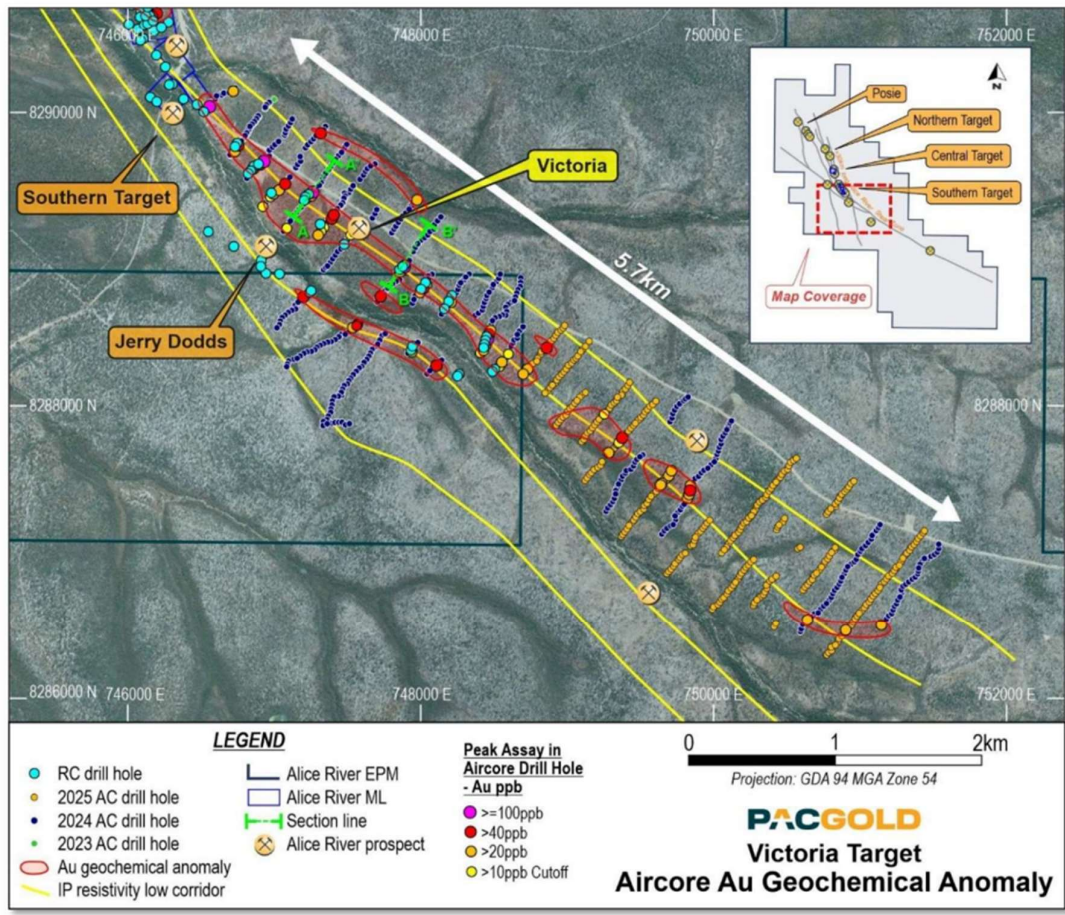 746000 E
748000 E
750000 E
752000 E
8290000 N
Southern Target
Victoria
A'
A
B'
B
Jerry Dodds
5.7km
N
Posie
Northern Target
Central Target
Southern Target
Map Coverage
8288000 N
8288000 N
8286000 N
746000 E
748000 E
750000 E
752000 E
LEGEND
RC drill hole
2025 AC drill hole
2024 AC drill hole
2023 AC drill hole
Au geochemical anomaly
IP resistivity low corridor
Alice River EPM
Alice River ML
Section line
Alice River prospect
Peak Assay in
Aircore Drill Hole
- Au ppb
>=100ppb
>40ppb
>20ppb
>10ppb Cutoff
0 1 2km
Projection: GDA 94 MGA Zone 54
PACGOLD
Victoria Target
Aircore Au Geochemical Anomaly